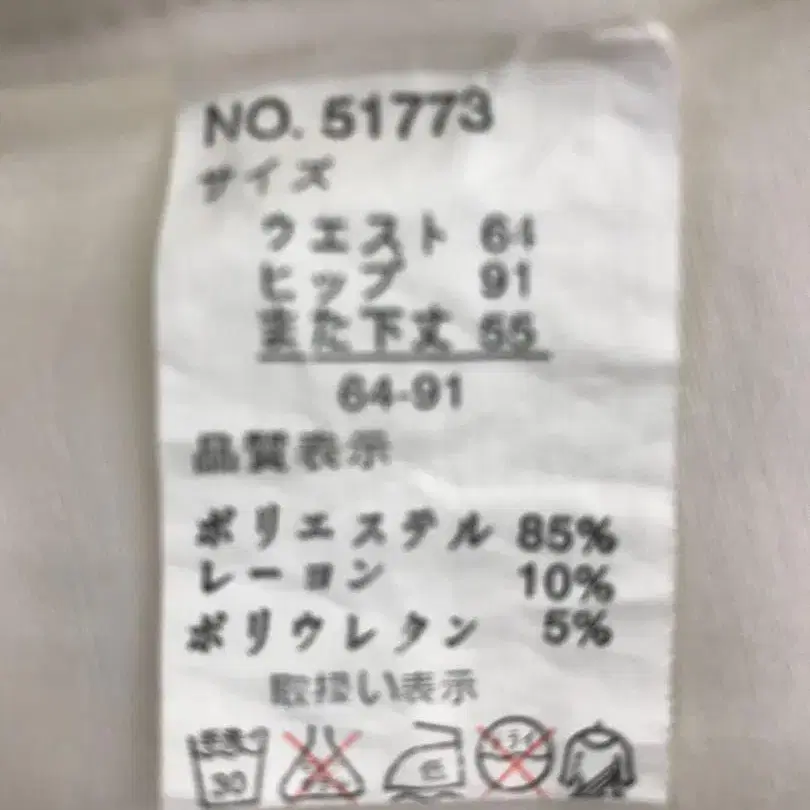 NO. 51773
サイズ
ウエスト 64
ヒップ 91
また下丈 55
64-91
品質表示
ポリエステル 85%
レーヨン 10%
ポリウレタン 5%
取扱い表示
30